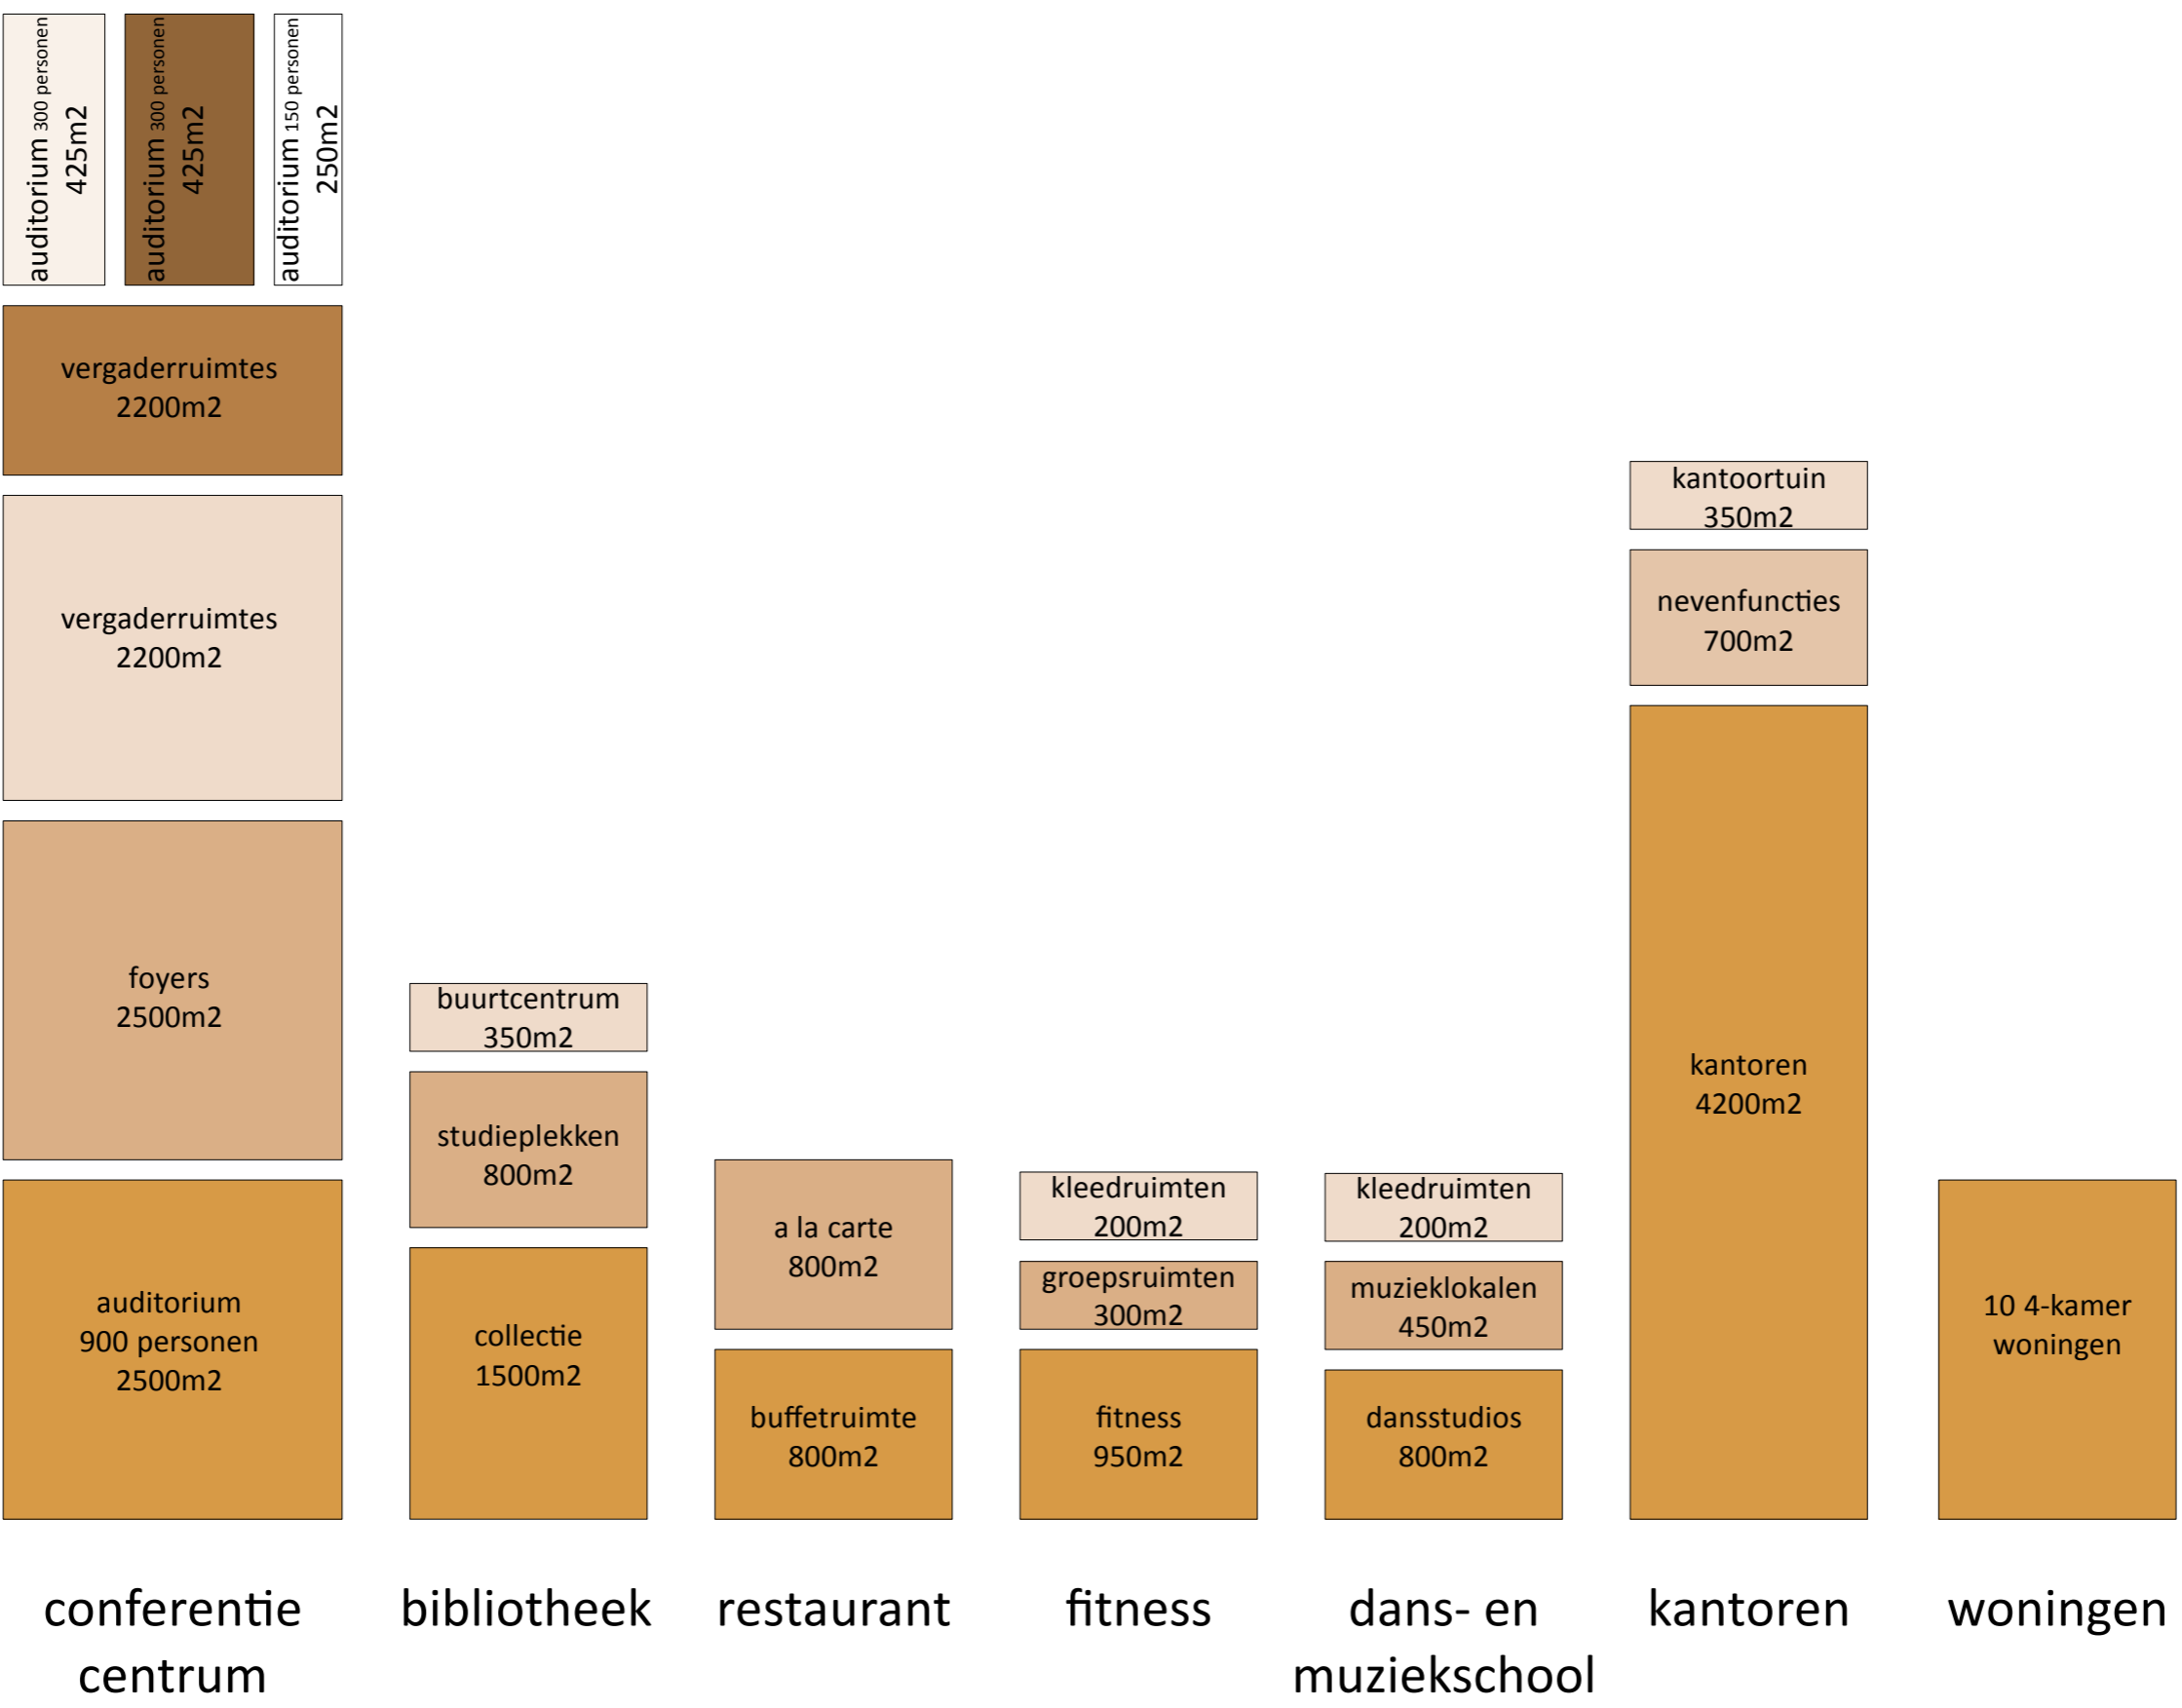 auditorium 300 personen
425m2
auditorium 300 personen
425m2
auditorium 150 personen
250m2
vergaderruimtes
2200m2
vergaderruimtes
2200m2
foyers
2500m2
auditorium
900 personen
2500m2
conferentie
centrum
buurtcentrum
350m2
studieplekken
800m2
collectie
1500m2
bibliotheek
a la carte
800m2
buffetruimte
800m2
restaurant
kleedruimten
200m2
groepsruimten
300m2
fitness
950m2
fitness
kleedruimten
200m2
muzieklokalen
450m2
dansstudios
800m2
dans- en
muziekschool
kantoortuin
350m2
nevenfuncties
700m2
kantoren
4200m2
kantoren
10 4-kamer
woningen
woningen